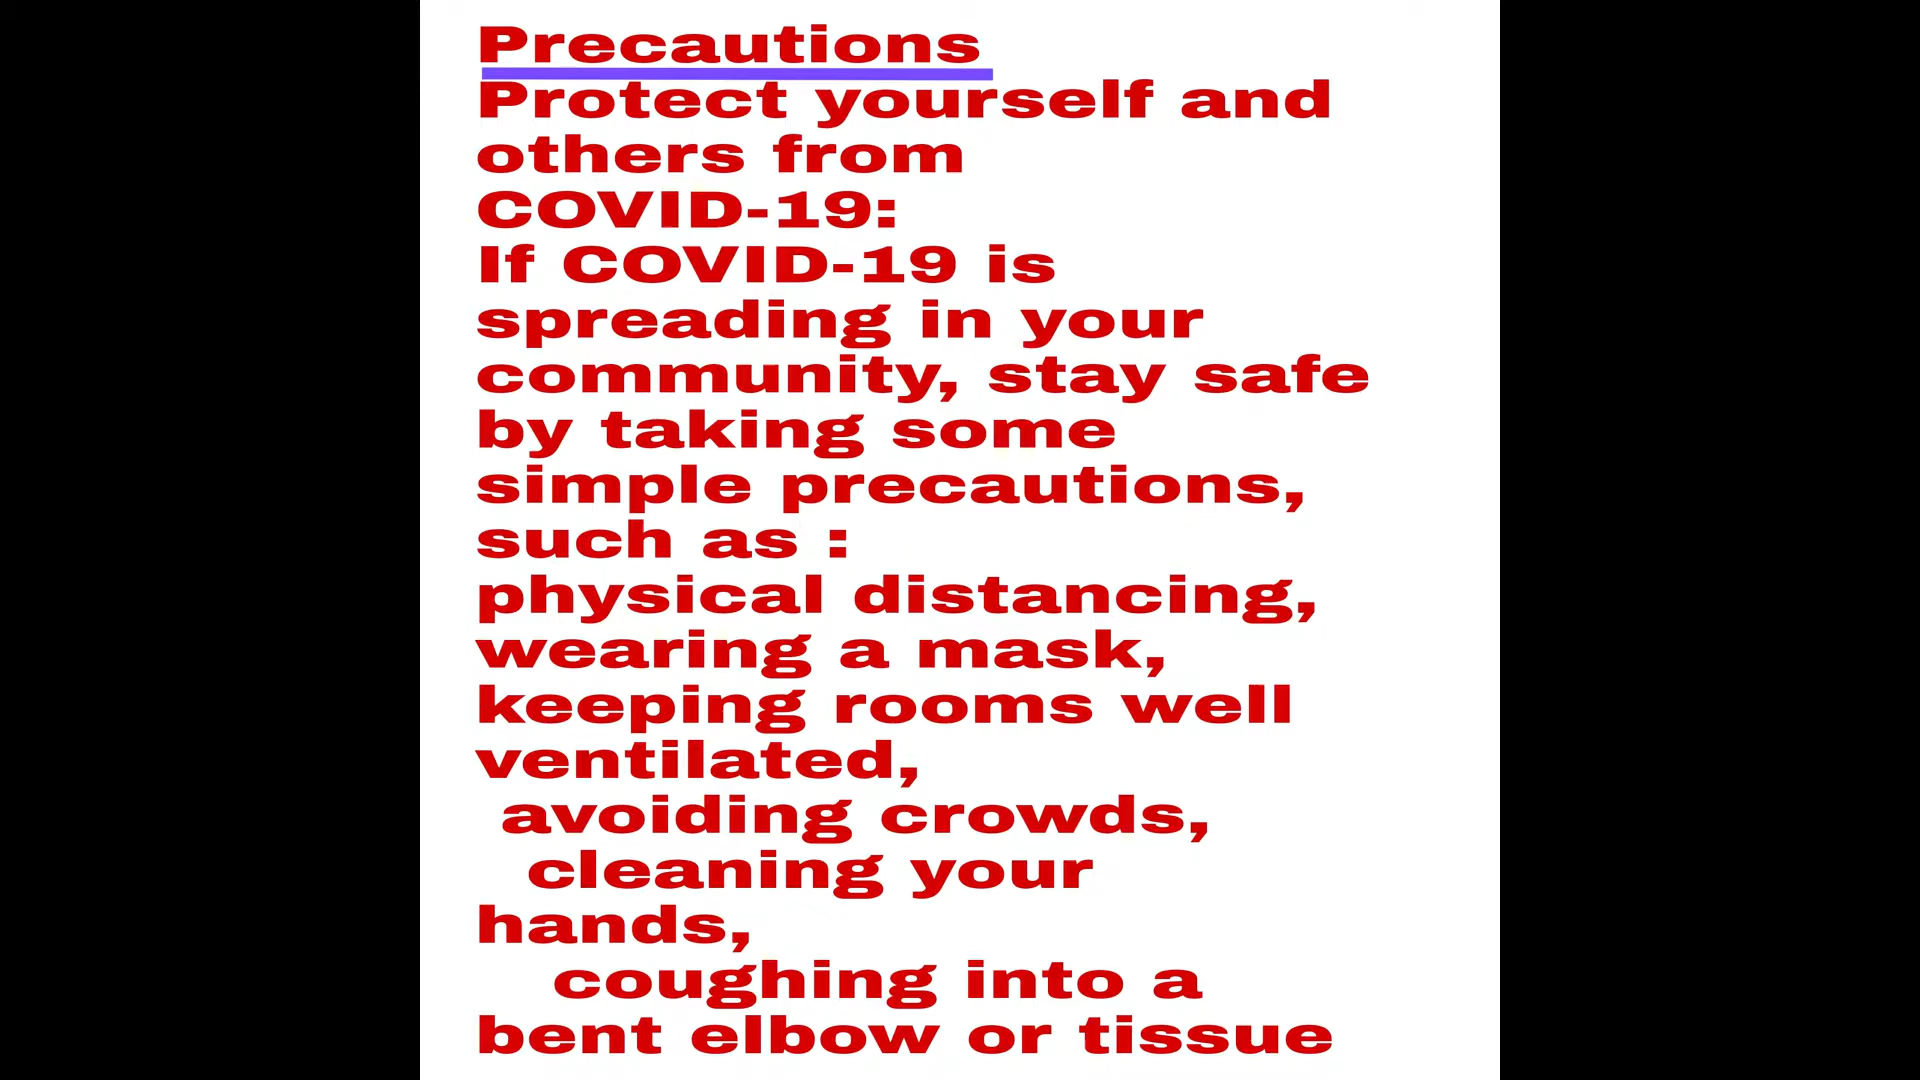 Precautions
Protect yourself and
others from
COVID-19:
If COVID-19 is
spreading in your
community, stay safe
by taking some
simple precautions,
such as :
physical distancing,
wearing a mask,
keeping rooms well
ventilated,
avoiding crowds,
cleaning your
hands,
coughing into a
bent elbow or tissue